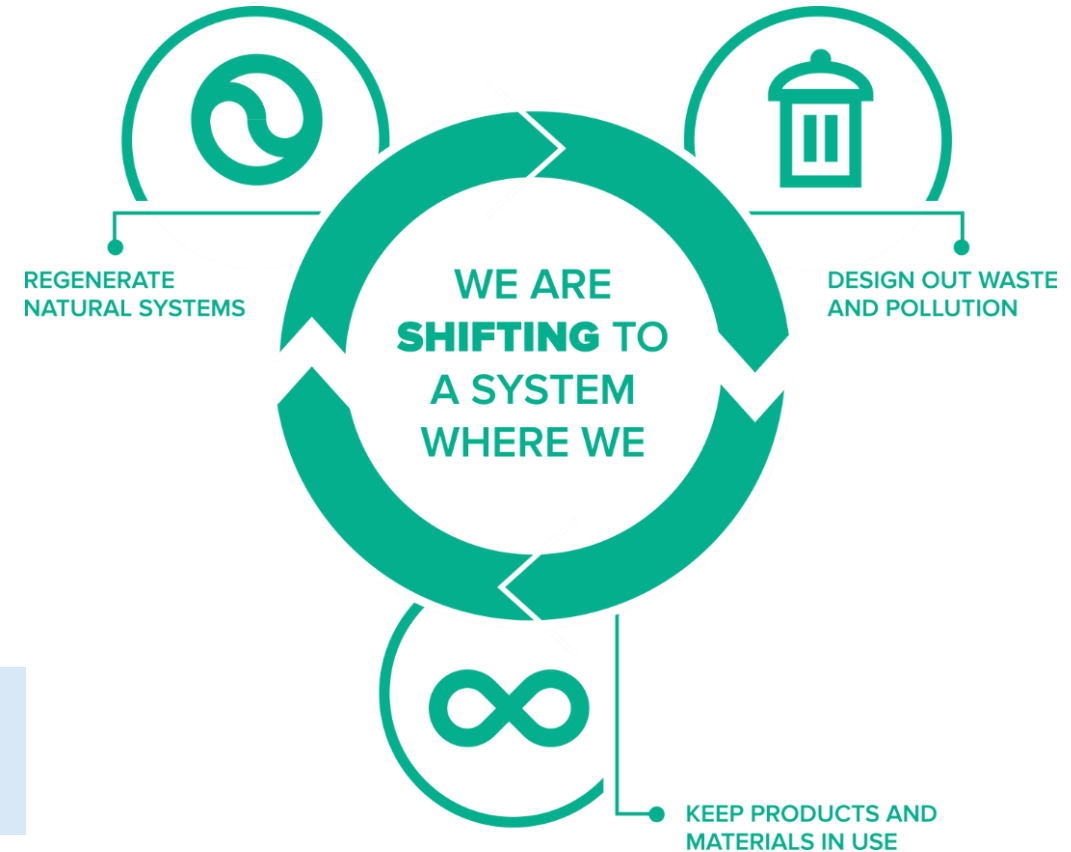 WE ARE
SHIFTING TO
A SYSTEM
WHERE WE
REGENERATE
NATURAL SYSTEMS
DESIGN OUT WASTE
AND POLLUTION
KEEP PRODUCTS AND
MATERIALS IN USE